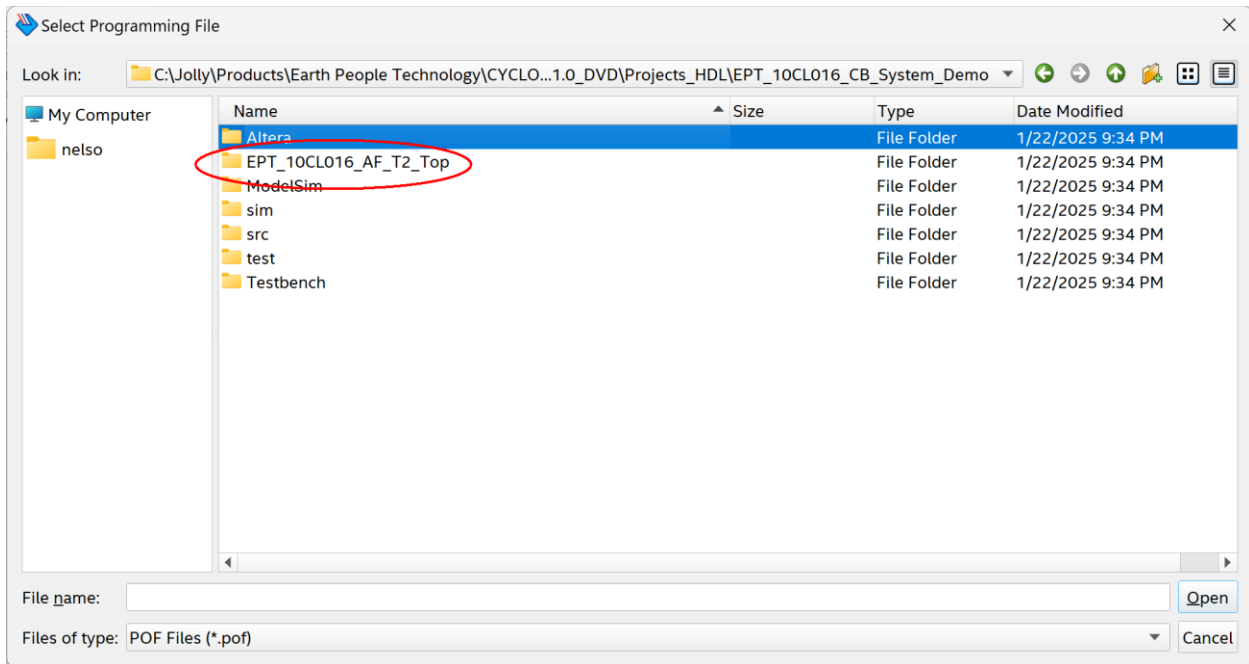 Select Programming File
Look in: C:\Jolly\Products\Earth People Technology\CYCLO...1.0_DVD\Projects_HDL\EPT_10CL016_CB_System_Demo
My Computer
nelso
Name Size Type Date Modified
Altera File Folder 1/22/2025 9:34 PM
EPT_10CL016_AF_T2_Top File Folder 1/22/2025 9:34 PM
ModelSim File Folder 1/22/2025 9:34 PM
sim File Folder 1/22/2025 9:34 PM
src File Folder 1/22/2025 9:34 PM
test File Folder 1/22/2025 9:34 PM
Testbench File Folder 1/22/2025 9:34 PM
File name: Open
Files of type: POF Files (*.pof) Cancel